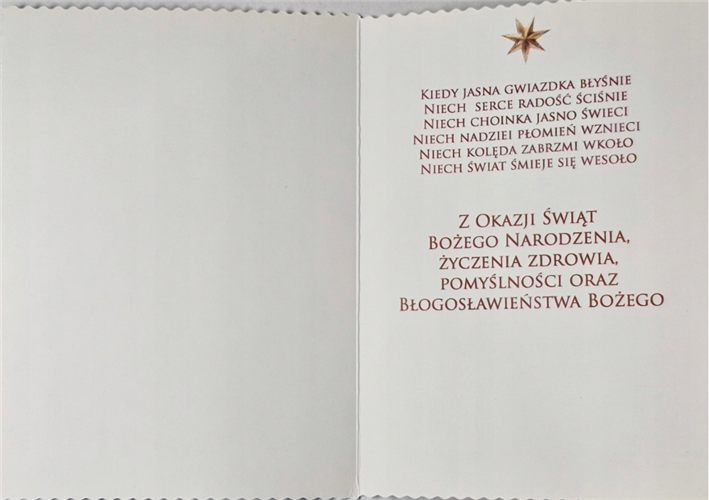 KIEDY JASNA GWIAZDKA BŁYŚNIE
NIECH SERCE RADOŚĆ ŚCIŚNIE
NIECH CHOINKA JASNO ŚWIECI
NIECH NADZIEI PŁOMIEŃ WZNIECI
NIECH KOLĘDA ZABRZMI WKOŁO
NIECH ŚWIAT ŚMIEJE SIĘ WESOŁO
Z OKAZJI ŚWIĄT
BOŻEGO NARODZENIA,
ŻYCZENIA ZDROWIA,
POMYŚLNOŚCI ORAZ
BŁOGOSŁAWIEŃSTWA BOŻEGO